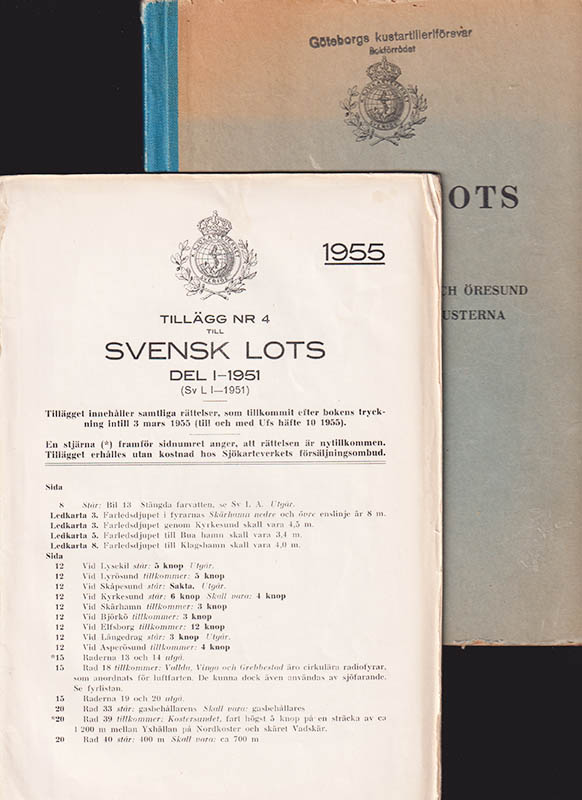 Göteborgs kustartilleriförsvar
Bokförrådet
OTS
CH ÖRESUND
USTERNA
SVERIGE
1955
TILLÄGG NR 4
TILL
SVENSK LOTS
DEL I—1951
(Sv L I—1951)
Tillägget innehåller samtliga rättelser, som tillkommit efter bokens tryck-
ning intill 3 mars 1955 (till och med Ufs häfte 10 1955).
En stjärna (*) framför sidnumret anger, att rättelsen är nytillkommen.
Tillägget erhålles utan kostnad hos Sjökarteverkets försäljningsombud.
Sida
8 Står: Bil 13 Stängda farvatten, se Sv L A. Utgår.
Ledkarta 3. Farledsdjupet i fyrarnas Skärhamn nedre och övre enslinje är 8 m.
Ledkarta 3. Farledsdjupet genom Kyrkesund skall vara 4,5 m.
Ledkarta 5. Farledsdjupet till Bua hamn skall vara 3,4 m.
Ledkarta 8. Farledsdjupet till Klagshamn skall vara 4,0 m.
Sida
12 Vid Lysekil står: 5 knop Utgår.
12 Vid Lyrösund tillkommer: 5 knop
12 Vid Skåpesund står: Sakta. Utgår.
12 Vid Kyrkesund står: 6 knop Skall vara: 4 knop
12 Vid Skärhamn tillkommer: 3 knop
12 Vid Björkö tillkommer: 3 knop
12 Vid Elfsborg tillkommer: 12 knop
12 Vid Långedrag står: 3 knop Utgår.
12 Vid Asperösund tillkommer: 4 knop
*15 Raderna 13 och 14 utgå.
15 Rad 18 tillkommer: Vallda, Vinga och Grebbestad äro cirkulära radiofyrar,
som anordnats för luftfarten. De kunna dock även användas av sjöfarande.
Se fyrlistan.
15 Raderna 19 och 20 utgå.
20 Rad 33 står: gasbehållarens Skall vara: gasbehållares
*20 Rad 39 tillkommer: Kostersundet, fart högst 5 knop på en sträcka av ca
1 200 m mellan Yxhällan på Nordkoster och skäret Vadskär.
20 Rad 40 står: 400 m Skall vara: ca 700 m